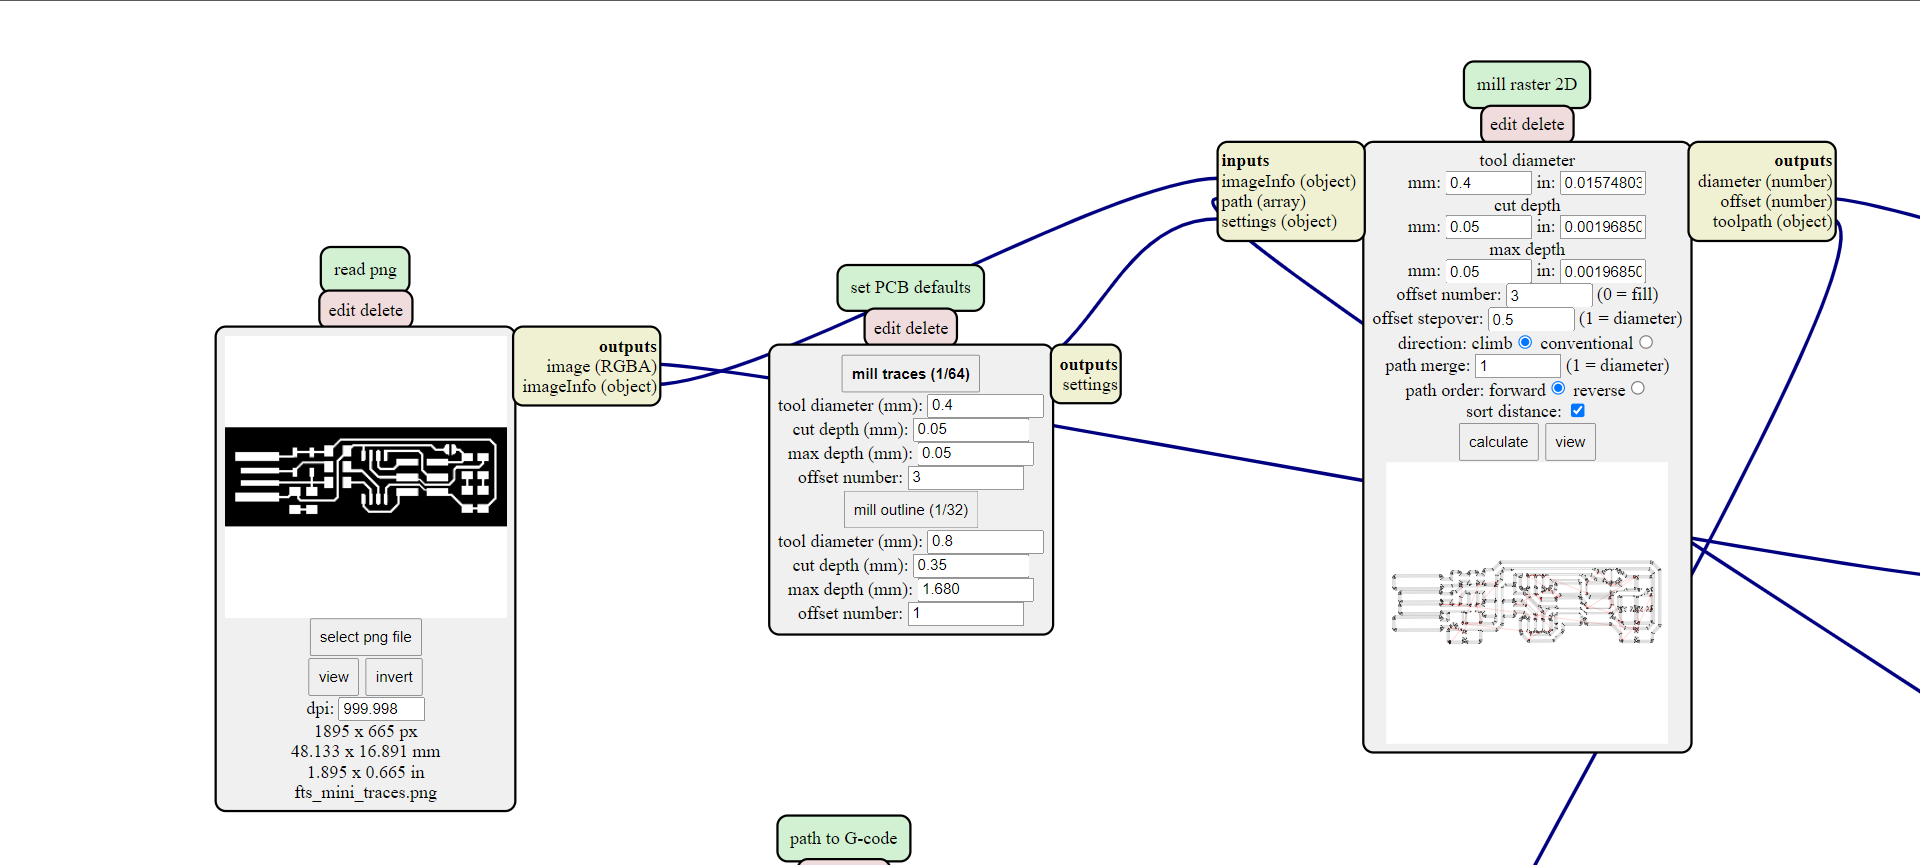 read png
edit delete
outputs
image (RGBA)
imageInfo (object)
select png file
view invert
dpi: 999.998
1895 x 665 px
48.133 x 16.891 mm
1.895 x 0.665 in
fts_mini_traces.png
set PCB defaults
edit delete
mill traces (1/64)
tool diameter (mm): 0.4
cut depth (mm): 0.05
max depth (mm): 0.05
offset number: 3
mill outline (1/32)
tool diameter (mm): 0.8
cut depth (mm): 0.35
max depth (mm): 1.680
offset number: 1
outputs
settings
path to G-code
mill raster 2D
edit delete
inputs
imageInfo (object)
path (array)
settings (object)
tool diameter
mm: 0.4 in: 0.01574803
cut depth
mm: 0.05 in: 0.00196850
max depth
mm: 0.05 in: 0.00196850
offset number: 3 (0 = fill)
offset stepover: 0.5 (1 = diameter)
direction: climb conventional
path merge: 1 (1 = diameter)
path order: forward reverse
sort distance:
calculate view
outputs
diameter (number)
offset (number)
toolpath (object)